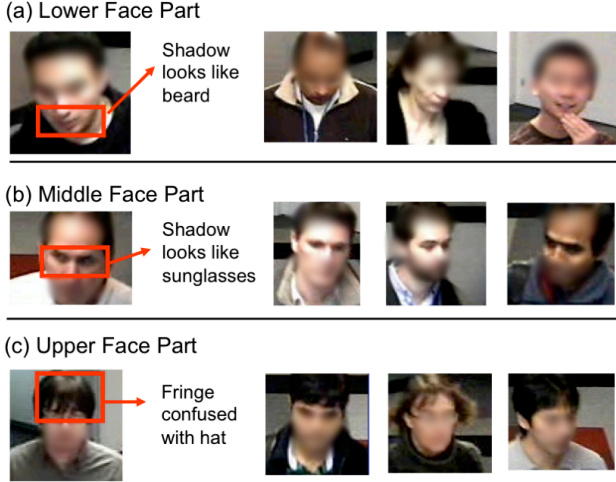 (a) Lower Face Part
Shadow
looks like
beard
(b) Middle Face Part
Shadow
looks like
sunglasses
(c) Upper Face Part
Fringe
confused
with hat